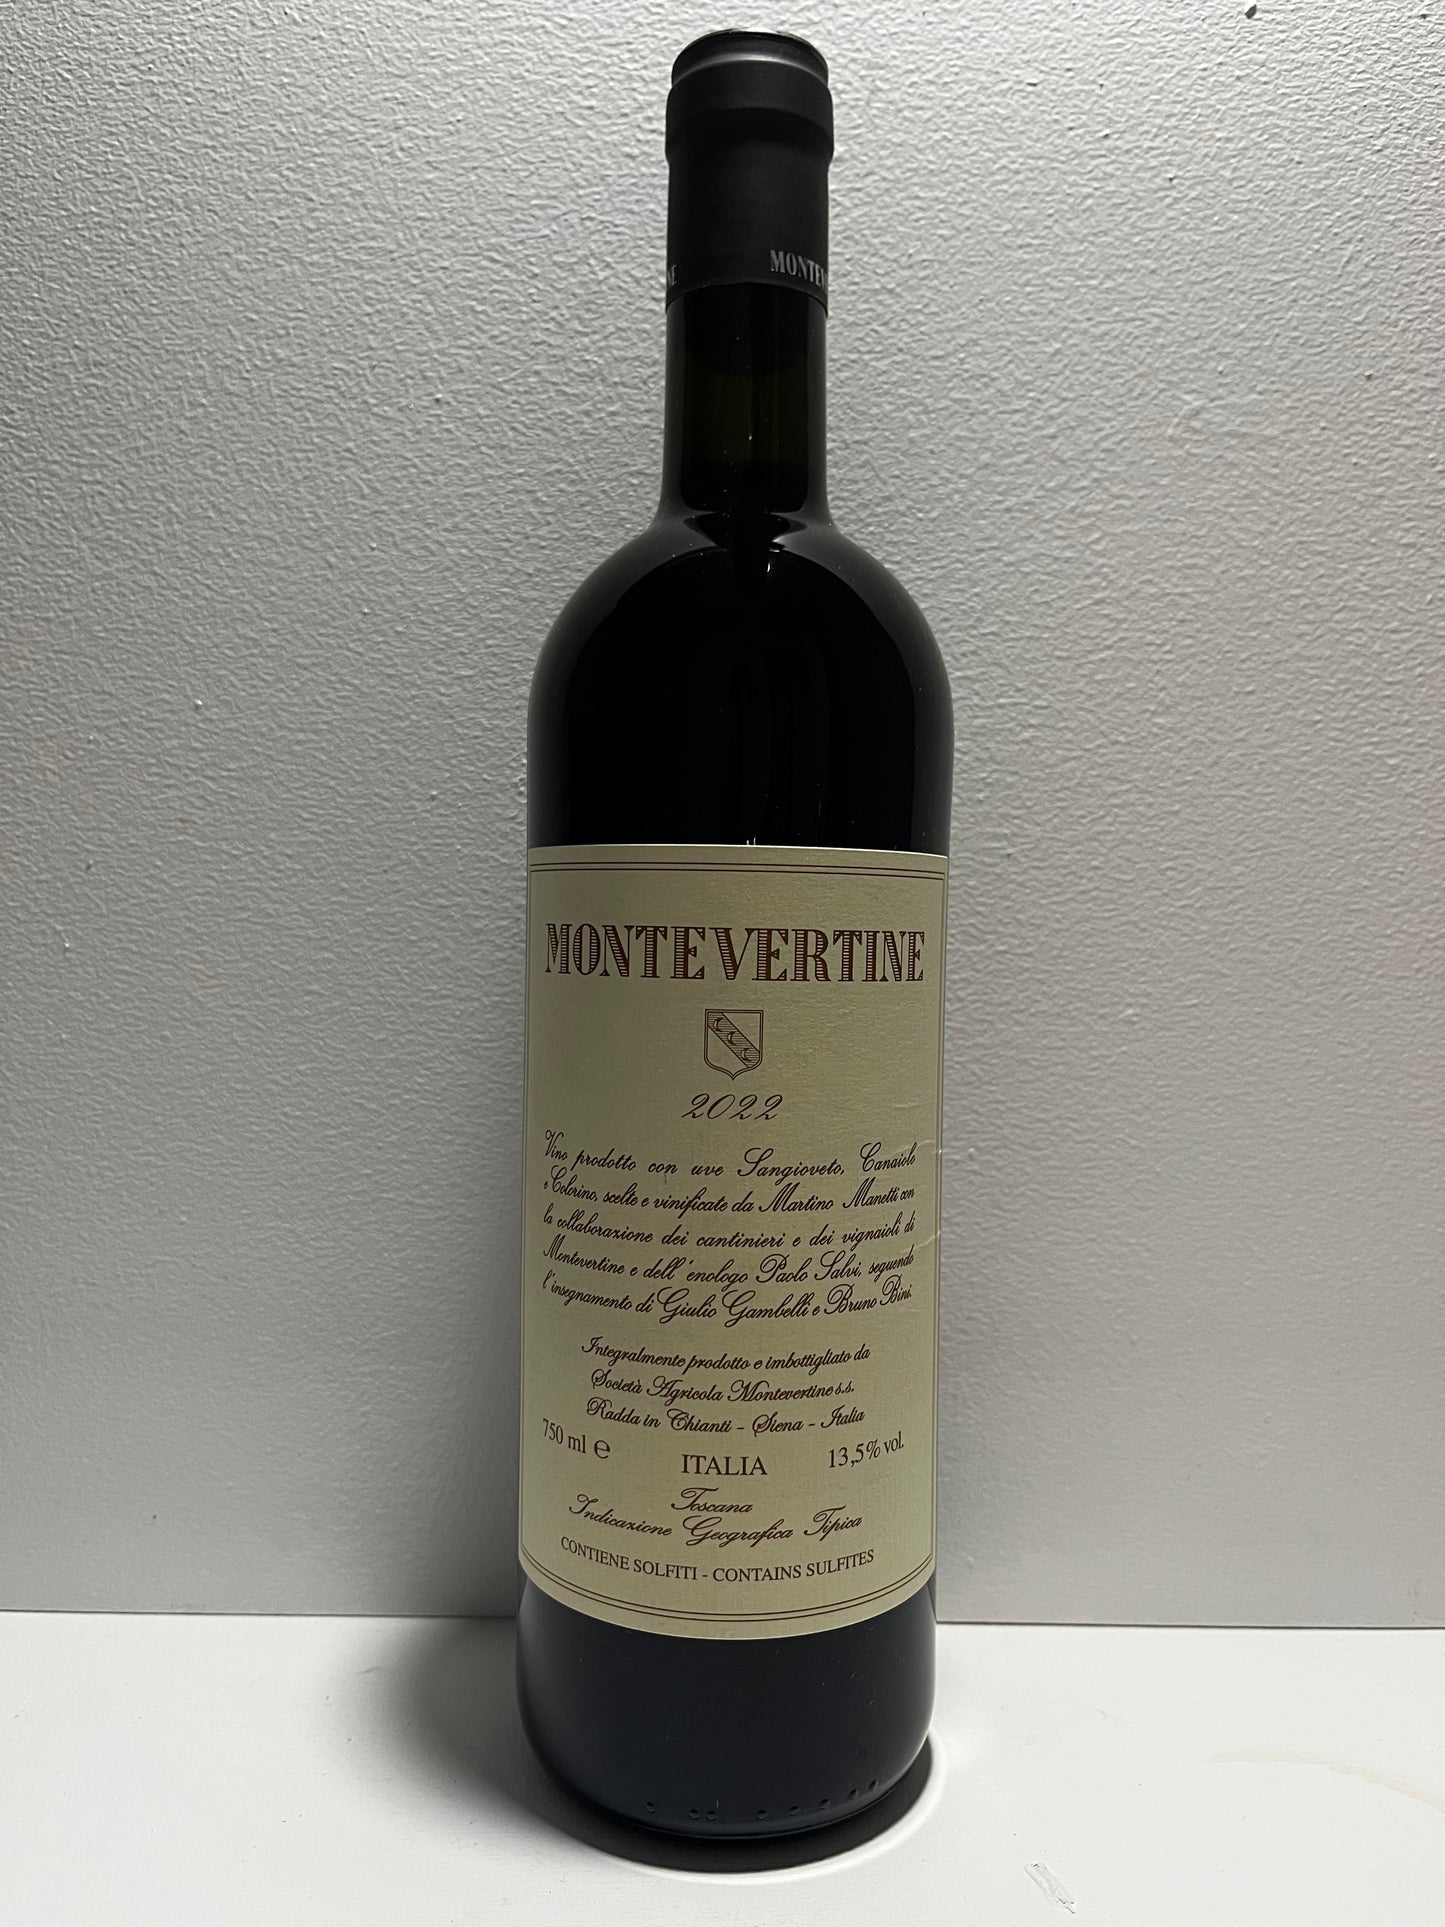 MONTEV
NE
MONTEVERTINE
2022
Vino prodotto con uve Sangioveto, Canaiolo
e Colorino, scelte e vinificate da Martino Manetti con
la collaborazione dei cantinieri e dei vignaioli di
Montevertine e dell'enologo Paolo Salvi, seguendo
l'insegnamento di Giulio Gambelli e Bruno Bini.
Integralmente prodotto e imbottigliato da
Società Agricola Montevertine s.s.
Radda in Chianti - Siena - Italia
750 ml e
ITALIA
13,5% vol.
Toscana
Indicazione Geografica Tipica
CONTIENE SOLFITI - CONTAINS SULFITES